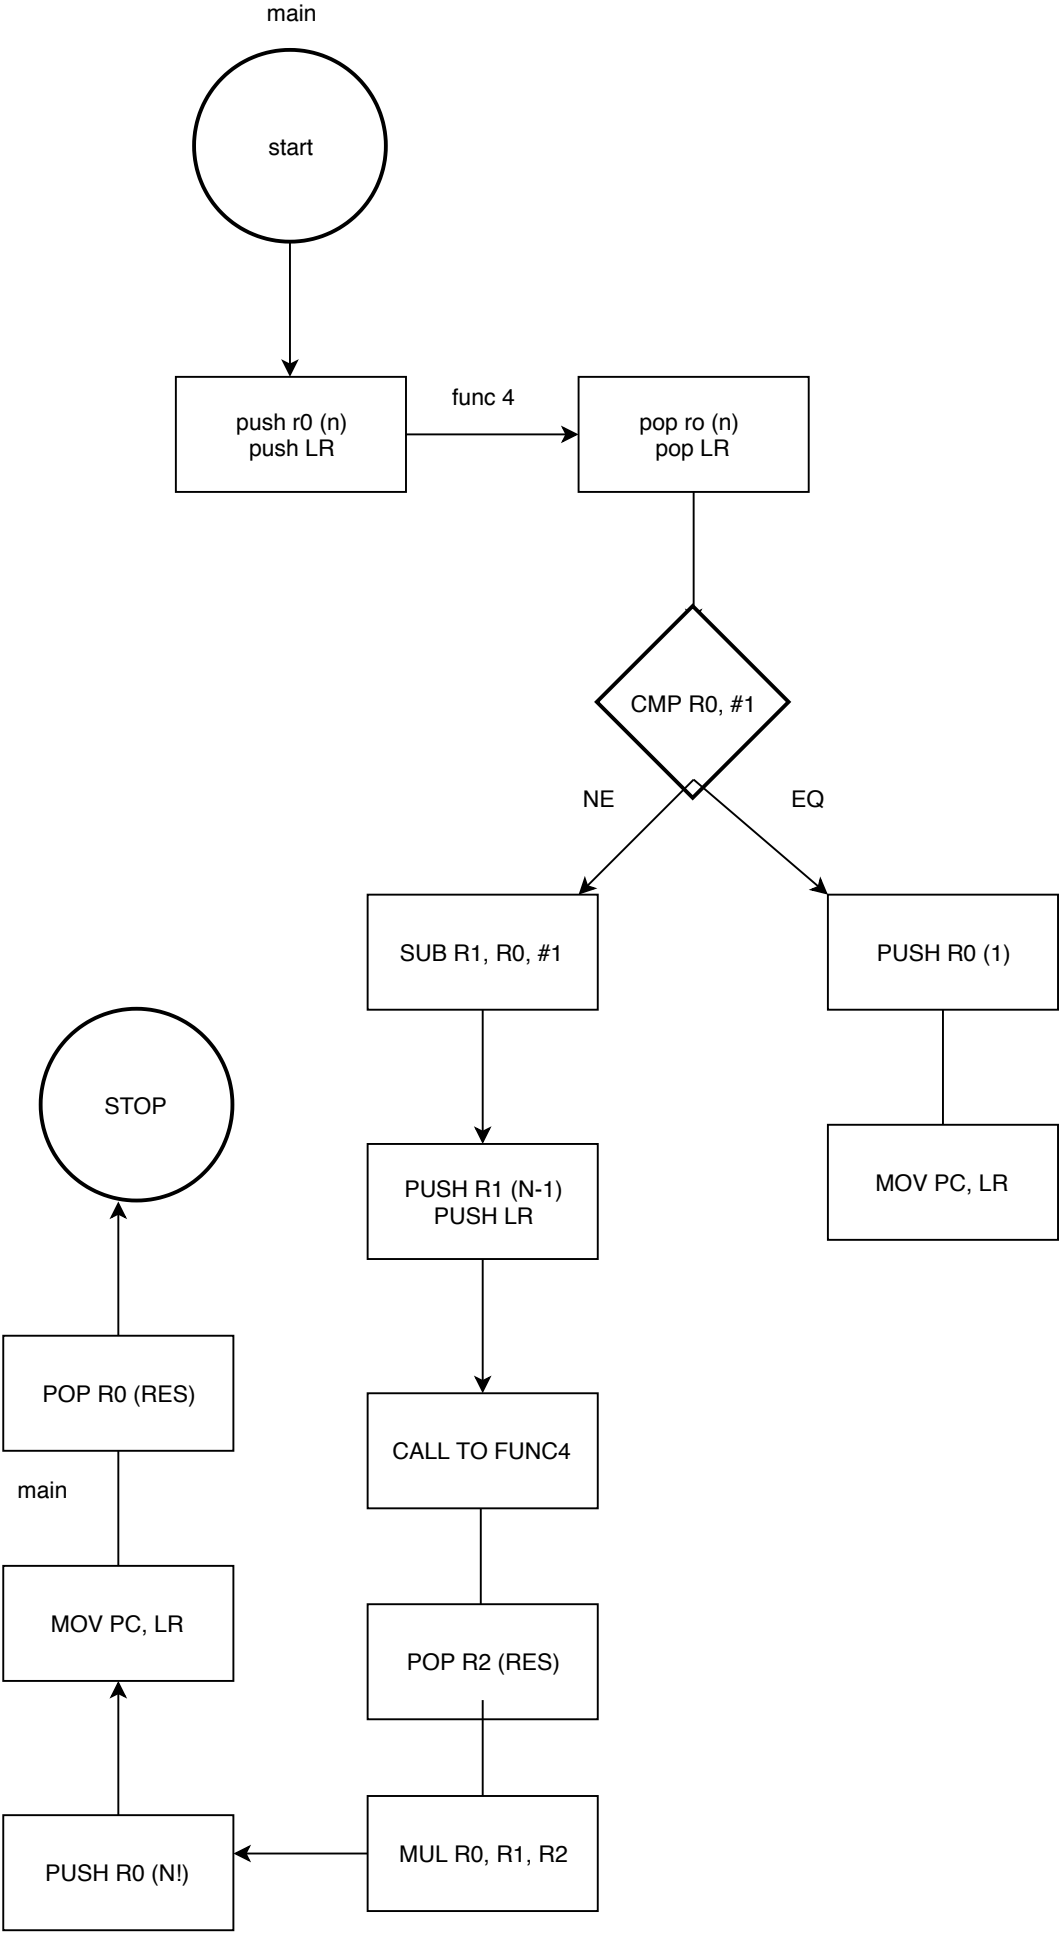 main
start
push r0 (n)
push LR
func 4
pop ro (n)
pop LR
CMP R0, #1
NE
EQ
SUB R1, R0, #1
PUSH R0 (1)
STOP
PUSH R1 (N-1)
PUSH LR
MOV PC, LR
POP R0 (RES)
CALL TO FUNC4
main
MOV PC, LR
POP R2 (RES)
MUL R0, R1, R2
PUSH R0 (N!)